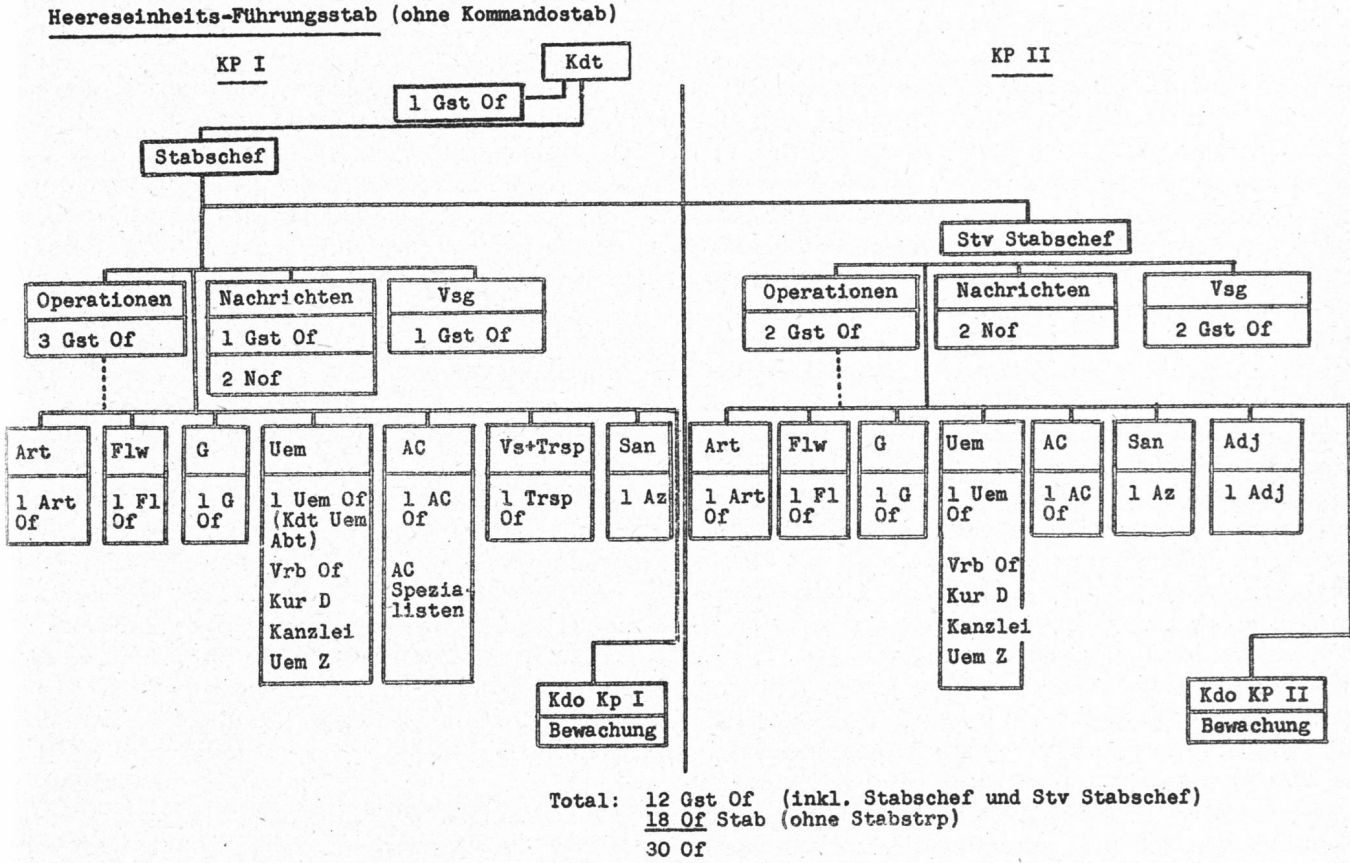 Heereseinheits-Führungsstab (ohne Kommandostab)
KP I
Kdt
KP II
1 Gst Of
Stabschef
Stv Stabschef
Operationen
3 Gst Of
Nachrichten
1 Gst Of
2 Nof
Vsg
1 Gst Of
Operationen
2 Gst Of
Nachrichten
2 Nof
Vsg
2 Gst Of
Art
1 Art
Of
Flw
1 Fl
Of
G
1 G
Of
Uem
1 Uem Of
(Kdt Uem
Abt)
Vrb Of
Kur D
Kanzlei
Uem Z
AC
1 AC
Of
AC
Spezia-
listen
Vs+Trsp
1 Trsp
Of
San
1 Az
Art
1 Art
Of
Flw
1 Fl
Of
G
1 G
Of
Uem
1 Uem
Of
Vrb Of
Kur D
Kanzlei
Uem Z
AC
1 AC
Of
San
1 Az
Adj
1 Adj
Kdo Kp I
Bewachung
Kdo KP II
Bewachung
Total: 12 Gst Of (inkl. Stabschef und Stv Stabschef)
18 Of Stab (ohne Stabstrp)
30 Of